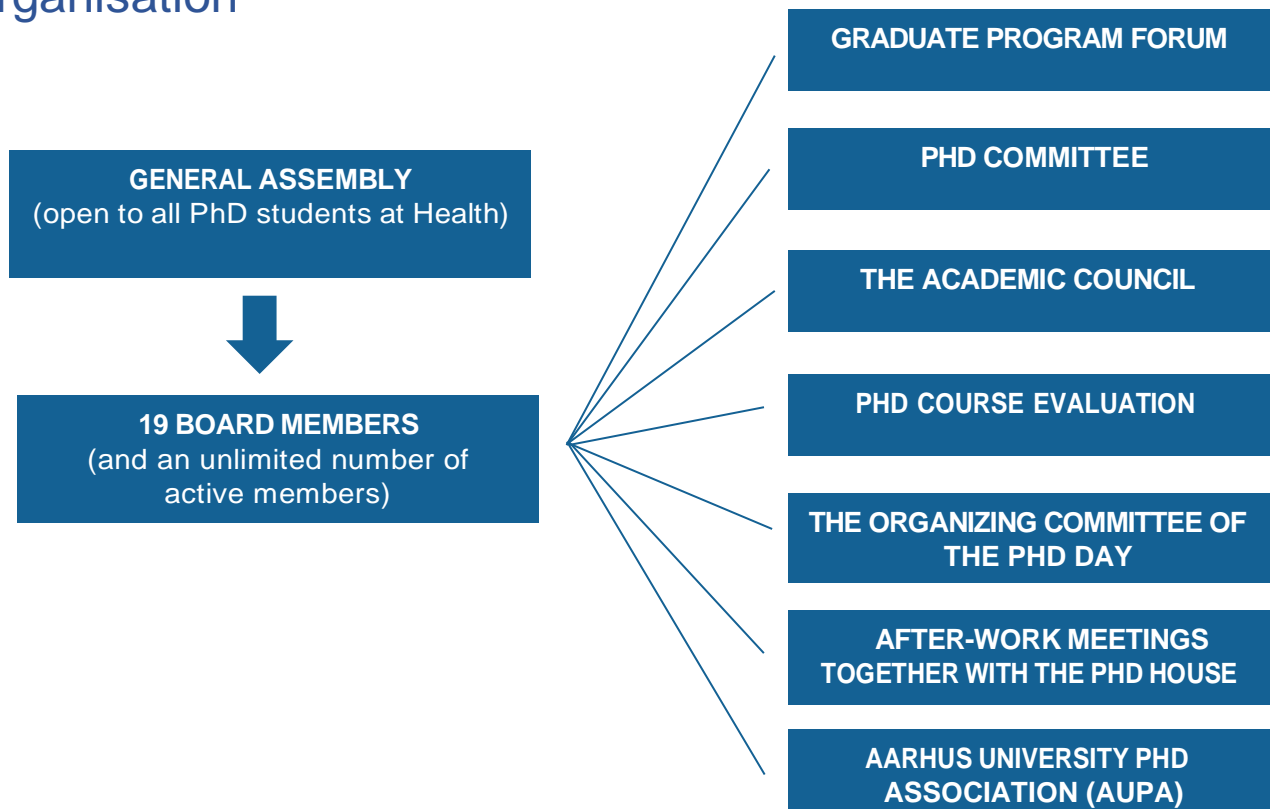 rganisation
GENERAL ASSEMBLY
(open to all PhD students at Health)
19 BOARD MEMBERS
(and an unlimited number of
active members)
GRADUATE PROGRAM FORUM
PHD COMMITTEE
THE ACADEMIC COUNCIL
PHD COURSE EVALUATION
THE ORGANIZING COMMITTEE OF
THE PHD DAY
AFTER-WORK MEETINGS
TOGETHER WITH THE PHD HOUSE
AARHUS UNIVERSITY PHD
ASSOCIATION (AUPA)